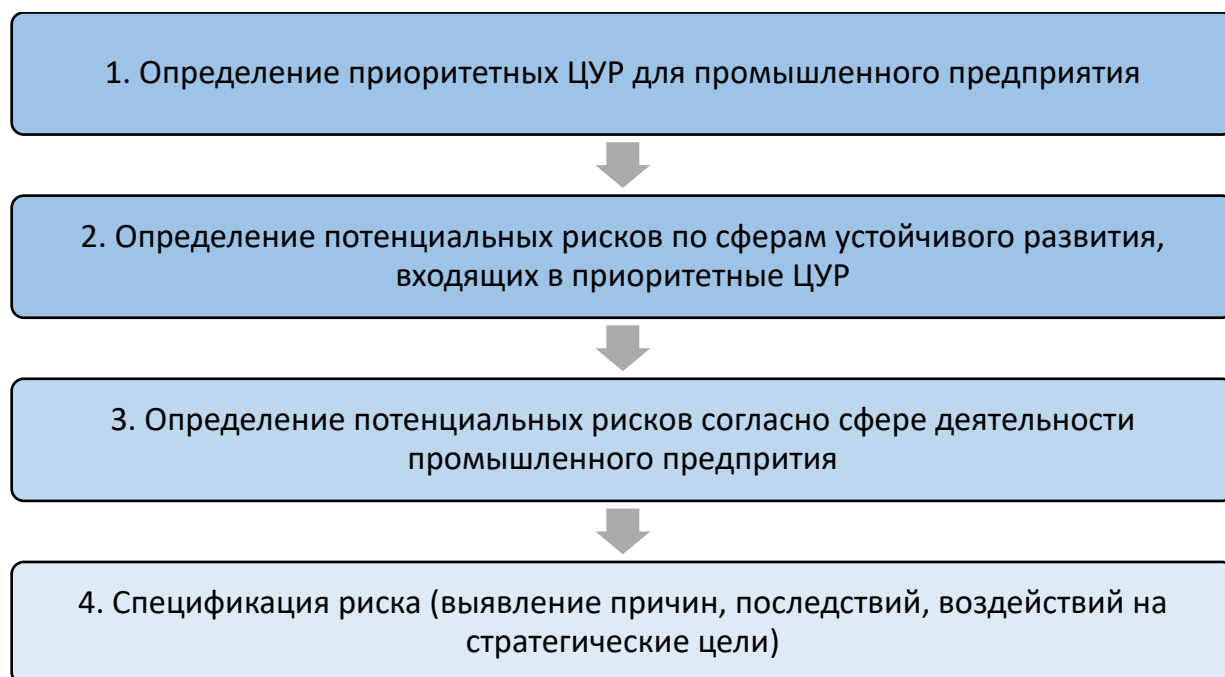 1. Определение приоритетных ЦУР для промышленного предприятия
2. Определение потенциальных рисков по сферам устойчивого развития,
входящих в приоритетные ЦУР
3. Определение потенциальных рисков согласно сфере деятельности
промышленного предпрития
4. Спецификация риска (выявление причин, последствий, воздействий на
стратегические цели)